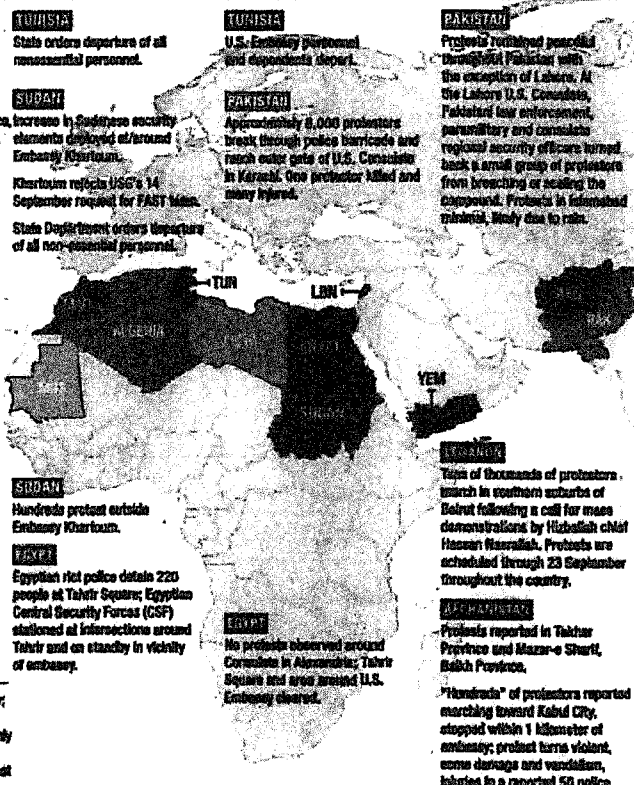 TUNISIA
State orders departure of all
nonessential personnel.
SUDAN
Increase in Sudanese security
elements deployed at/around
Embassy Khartoum.
Khartoum rejects USG's 14
September request for FAST team.
State Department orders departure
of all non-essential personnel.
TUNISIA
U.S. Embassy personnel
and dependents depart.
PAKISTAN
Approximately 8,000 protestors
break through police barricade and
reach outer gate of U.S. Consulate
in Karachi. One protestor killed and
many injured.
PAKISTAN
Protests remained peaceful
throughout Pakistan with
the exception of Lahore. At
the Lahore U.S. Consulate,
Pakistani law enforcement,
paramilitary and consulate
regional security officers turned
back a small group of protestors
from breaching or scaling the
compound. Protests in Islamabad
minimal, likely due to rain.
TUN
LBN
ALGERIA
EGYPT
PAK
SUDAN
YEM
SUDAN
Hundreds protest outside
Embassy Khartoum.
EGYPT
Egyptian riot police detain 220
people at Tahrir Square; Egyptian
Central Security Forces (CSF)
stationed at intersections around
Tahrir and on standby in vicinity
of embassy.
EGYPT
No protests observed around
Consulate in Alexandria; Tahrir
Square and area around U.S.
Embassy cleared.
LEBANON
Tens of thousands of protestors
march in southern suburbs of
Beirut following a call for mass
demonstrations by Hizballah chief
Hassan Nasrallah. Protests are
scheduled through 23 September
throughout the country.
AFGHANISTAN
Protests reported in Takhar
Province and Mazar-e Sharif,
Balkh Province.
"Hundreds" of protestors reported
marching toward Kabul City,
stopped within 1 kilometer of
embassy; protest turns violent,
some damage and vandalism,
injuries to a reported 50 police